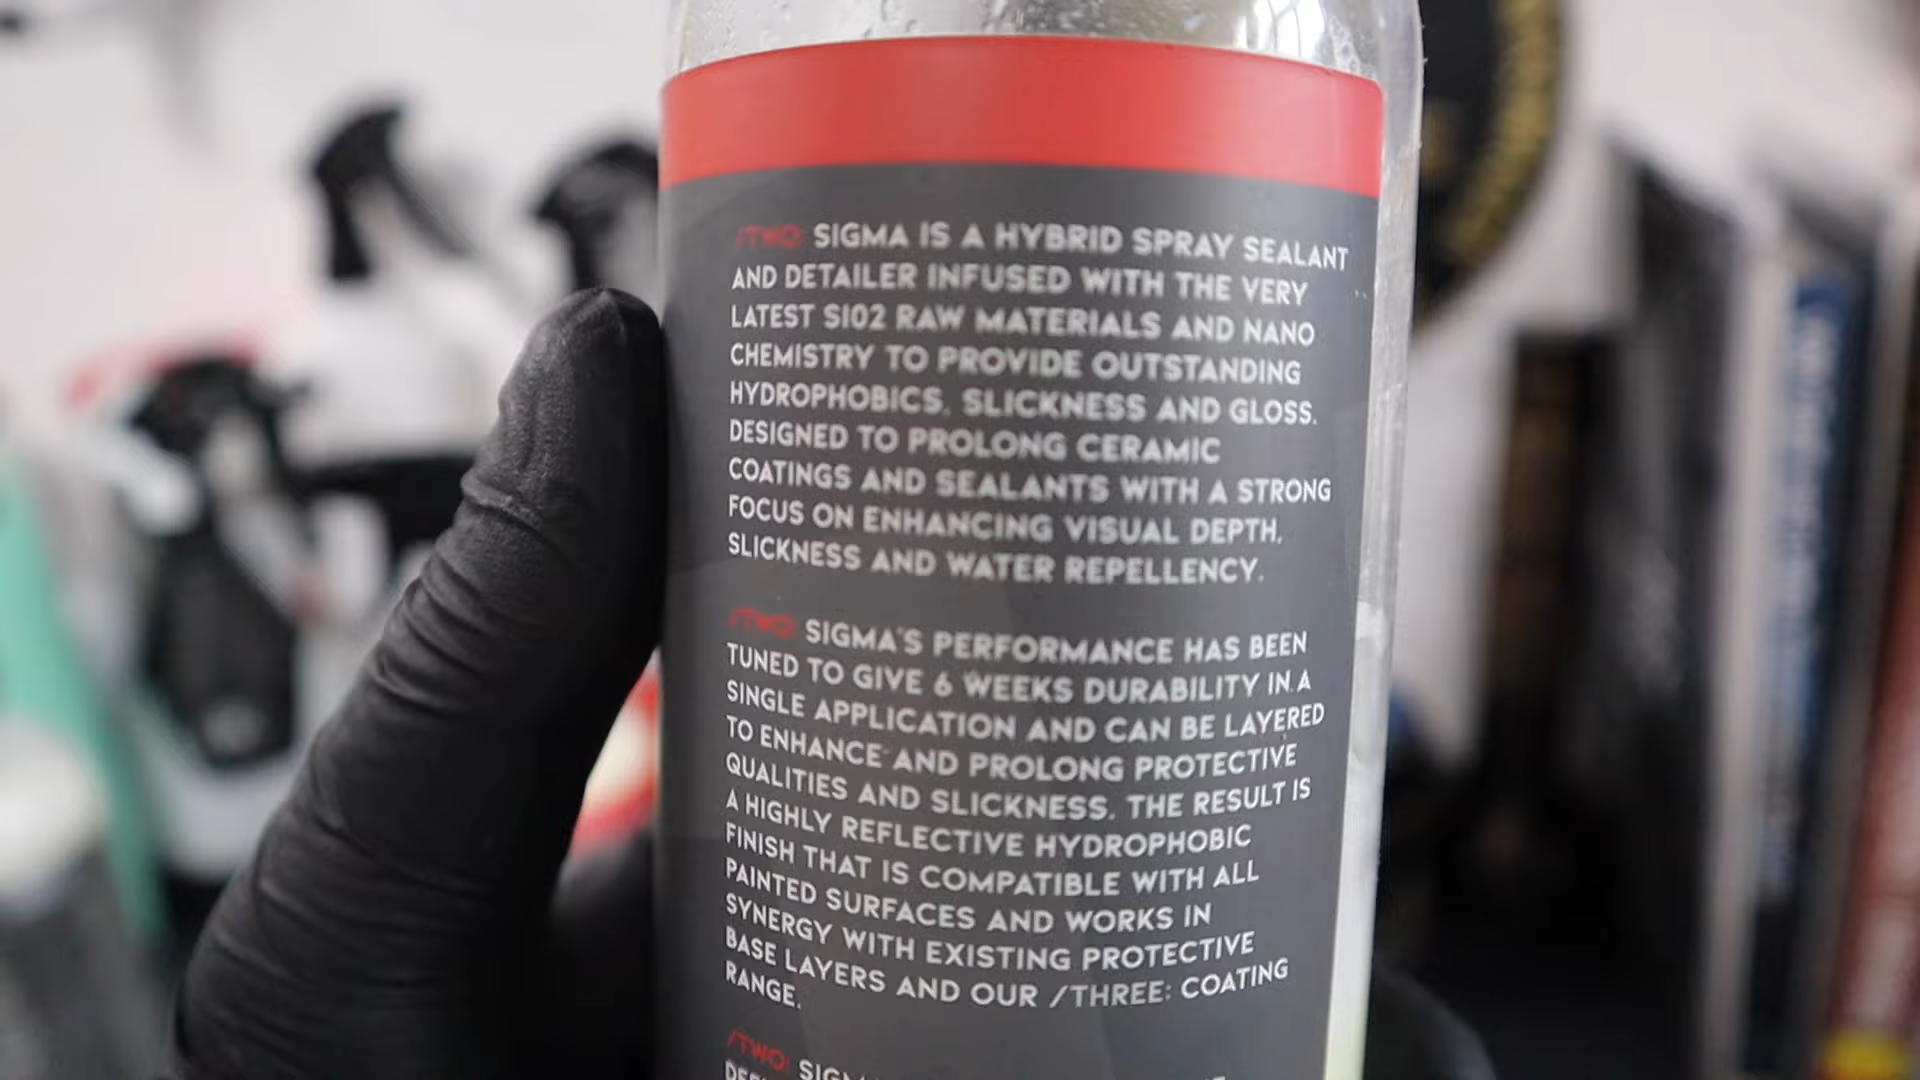 /TWO: SIGMA IS A HYBRID SPRAY SEALANT
AND DETAILER INFUSED WITH THE VERY
LATEST SI02 RAW MATERIALS AND NANO
CHEMISTRY TO PROVIDE OUTSTANDING
HYDROPHOBICS, SLICKNESS AND GLOSS.
DESIGNED TO PROLONG CERAMIC
COATINGS AND SEALANTS WITH A STRONG
FOCUS ON ENHANCING VISUAL DEPTH,
SLICKNESS AND WATER REPELLENCY.
/TWO: SIGMA'S PERFORMANCE HAS BEEN
TUNED TO GIVE 6 WEEKS DURABILITY IN A
SINGLE APPLICATION AND CAN BE LAYERED
TO ENHANCE AND PROLONG PROTECTIVE
QUALITIES AND SLICKNESS. THE RESULT IS
A HIGHLY REFLECTIVE HYDROPHOBIC
FINISH THAT IS COMPATIBLE WITH ALL
PAINTED SURFACES AND WORKS IN
SYNERGY WITH EXISTING PROTECTIVE
BASE LAYERS AND OUR /THREE: COATING
RANGE.
/TWO: